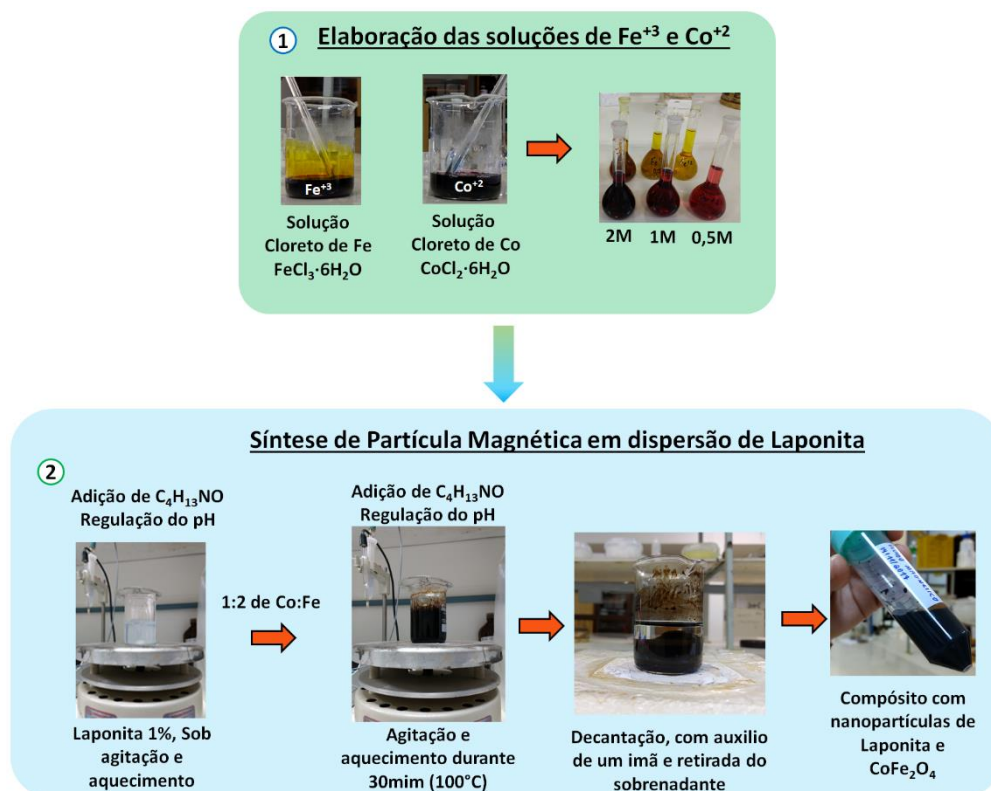 1
Elaboração das soluções de Fe⁺³ e Co⁺²
Fe⁺³
Co⁺²
Solução
Cloreto de Fe
FeCl₃·6H₂O
Solução
Cloreto de Co
CoCl₂·6H₂O
2M 1M 0,5M
Síntese de Partícula Magnética em dispersão de Laponita
2
Adição de C₄H₁₃NO
Regulação do pH
Laponita 1%, Sob
agitação e
aquecimento
1:2 de Co:Fe
Adição de C₄H₁₃NO
Regulação do pH
Agitação e
aquecimento durante
30mim (100°C)
Decantação, com auxilio
de um imã e retirada do
sobrenadante
Compósito com
nanopartículas de
Laponita e
CoFe₂O₄